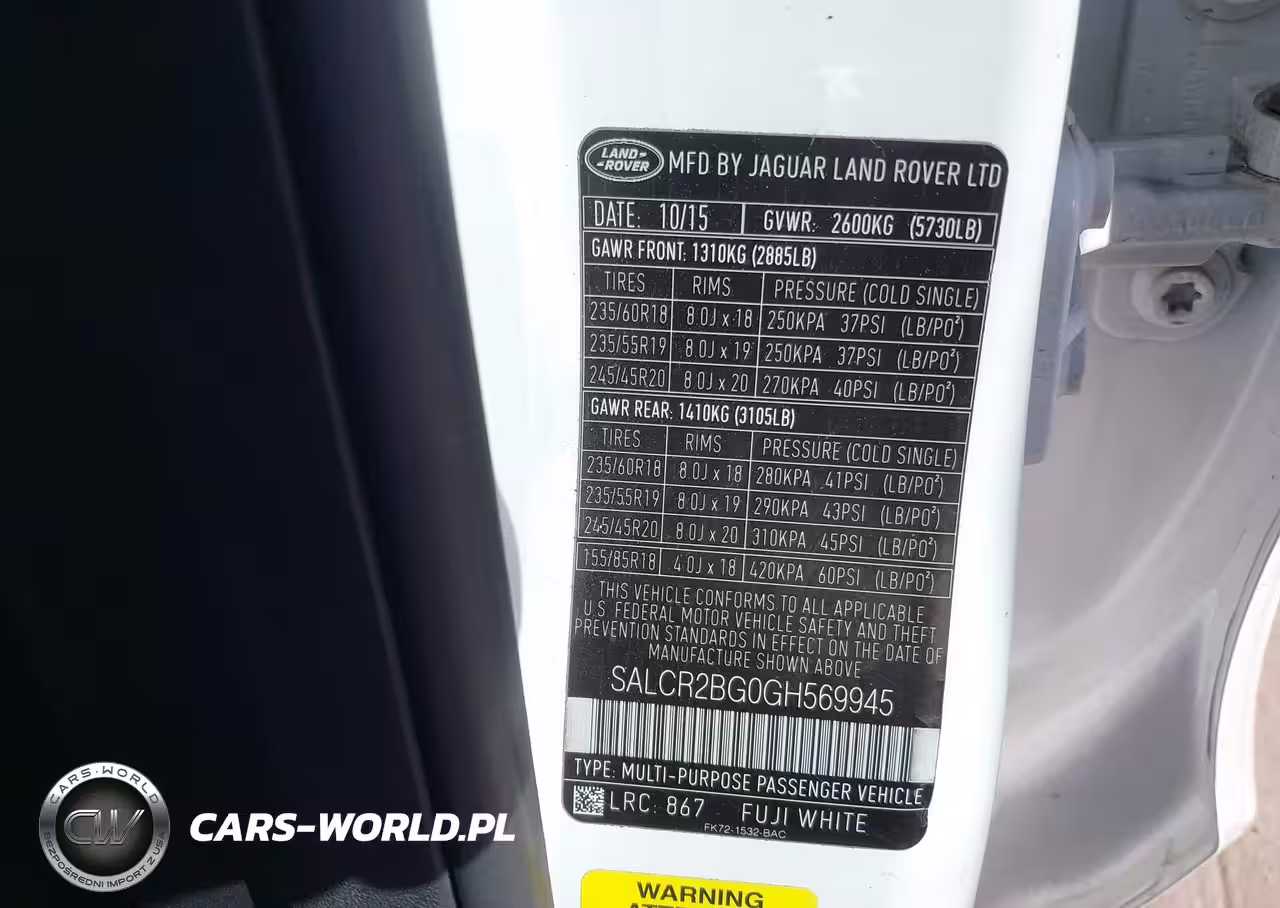 LAND-
-ROVER
MFD BY JAGUAR LAND ROVER LTD
DATE: 10/15 GVWR: 2600KG (5730LB)
GAWR FRONT: 1310KG (2885LB)
TIRES RIMS PRESSURE (COLD SINGLE)
235/60R18 8.0J x 18 250KPA 37PSI (LB/PO²)
235/55R19 8.0J x 19 250KPA 37PSI (LB/PO²)
245/45R20 8.0J x 20 270KPA 40PSI (LB/PO²)
GAWR REAR: 1410KG (3105LB)
TIRES RIMS PRESSURE (COLD SINGLE)
235/60R18 8.0J x 18 280KPA 41PSI (LB/PO²)
235/55R19 8.0J x 19 290KPA 43PSI (LB/PO²)
245/45R20 8.0J x 20 310KPA 45PSI (LB/PO²)
155/85R18 4.0J x 18 420KPA 60PSI (LB/PO²)
THIS VEHICLE CONFORMS TO ALL APPLICABLE
U.S. FEDERAL MOTOR VEHICLE SAFETY AND THEFT
PREVENTION STANDARDS IN EFFECT ON THE DATE OF
MANUFACTURE SHOWN ABOVE
SALCR2BG0GH569945
TYPE: MULTI-PURPOSE PASSENGER VEHICLE
LRC: 867 FUJI WHITE
FK72-1532-BAC
WARNING
CARS-WORLD
CW
BEZPOŚREDNI IMPORT Z USA
CARS-WORLD.PL